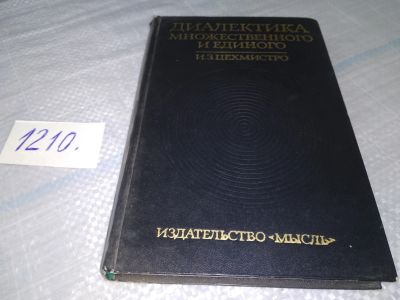 ДИАЛЕКТИКА
МНОЖЕСТВЕННОГО
И ЕДИНОГО
И.З.ЦЕХМИСТРО
1210.
ИЗДАТЕЛЬСТВО «МЫСЛЬ»